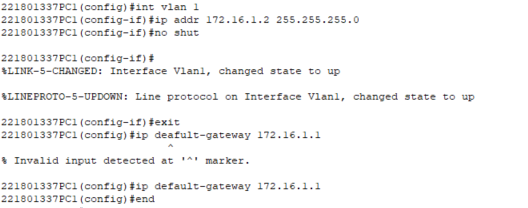 221801337PC1(config)#int vlan 1
221801337PC1(config-if)#ip addr 172.16.1.2 255.255.255.0
221801337PC1(config-if)#no shut
221801337PC1(config-if)#
%LINK-5-CHANGED: Interface Vlan1, changed state to up
%LINEPROTO-5-UPDOWN: Line protocol on Interface Vlan1, changed state to up
221801337PC1(config-if)#exit
221801337PC1(config)#ip deafult-gateway 172.16.1.1
^
% Invalid input detected at '^' marker.
221801337PC1(config)#ip default-gateway 172.16.1.1
221801337PC1(config)#end